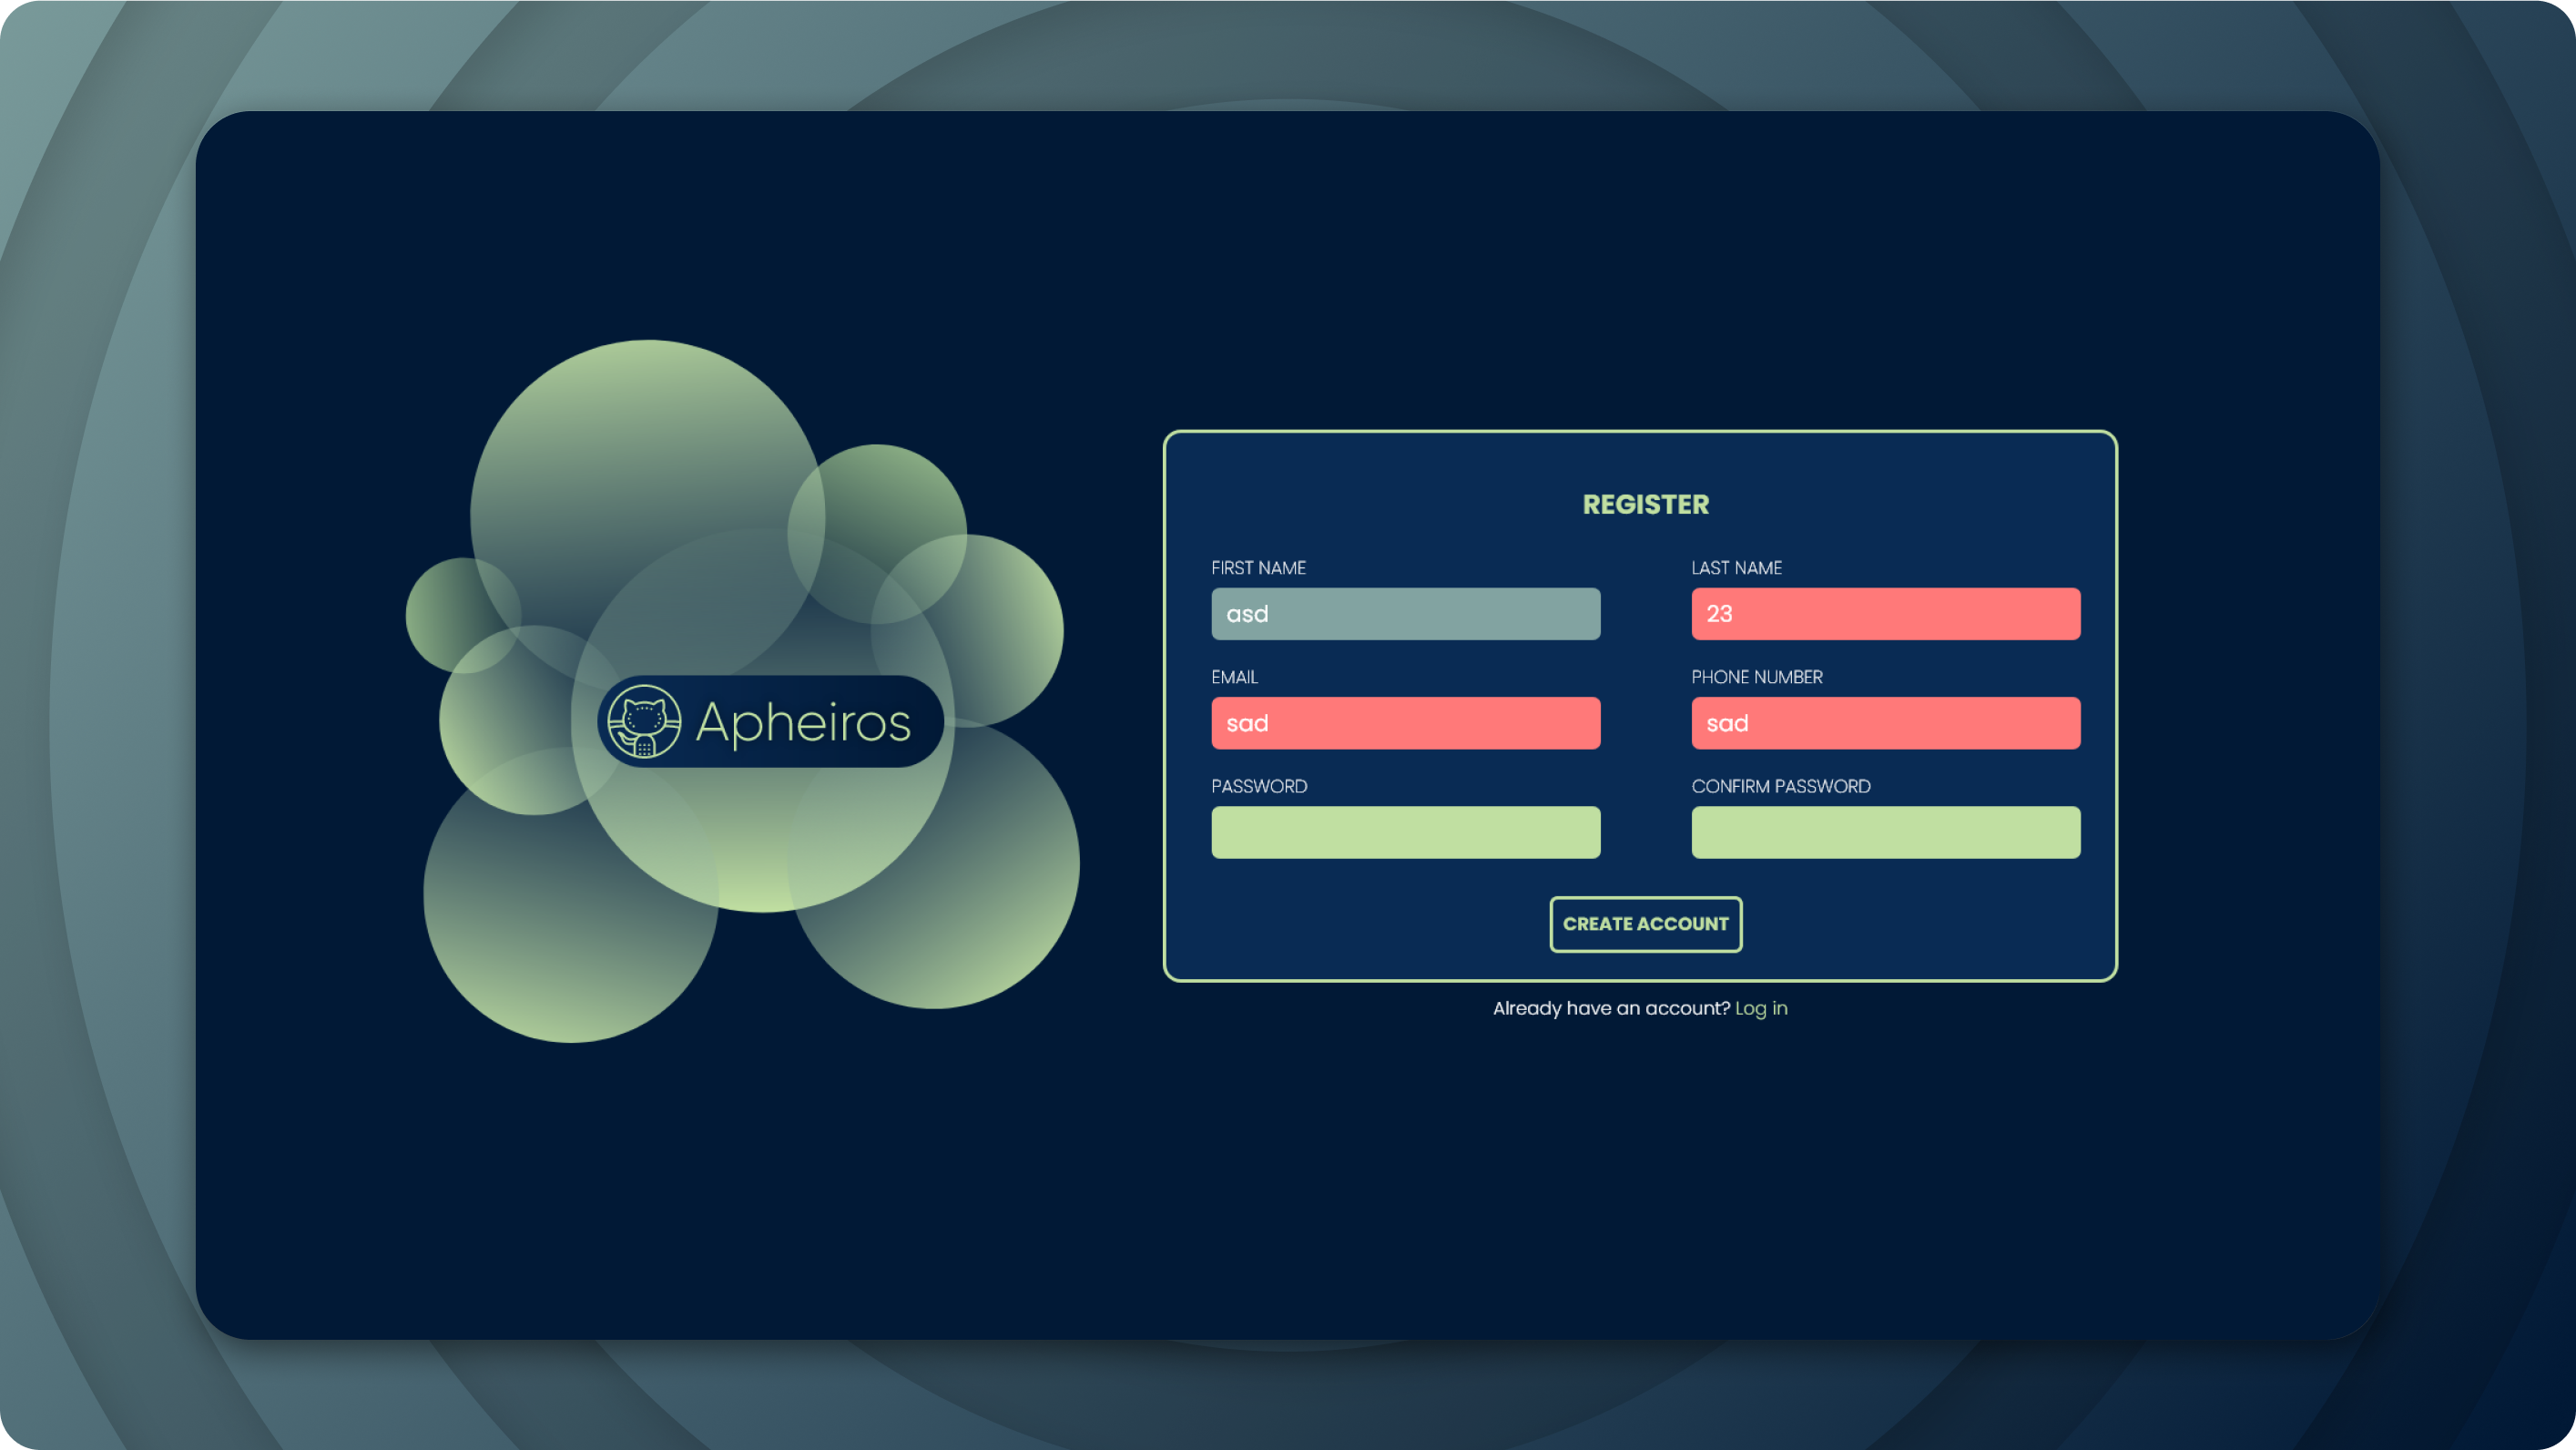 Apheiros
REGISTER
FIRST NAME
LAST NAME
asd
23
EMAIL
PHONE NUMBER
sad
sad
PASSWORD
CONFIRM PASSWORD
CREATE ACCOUNT
Already have an account? Log in